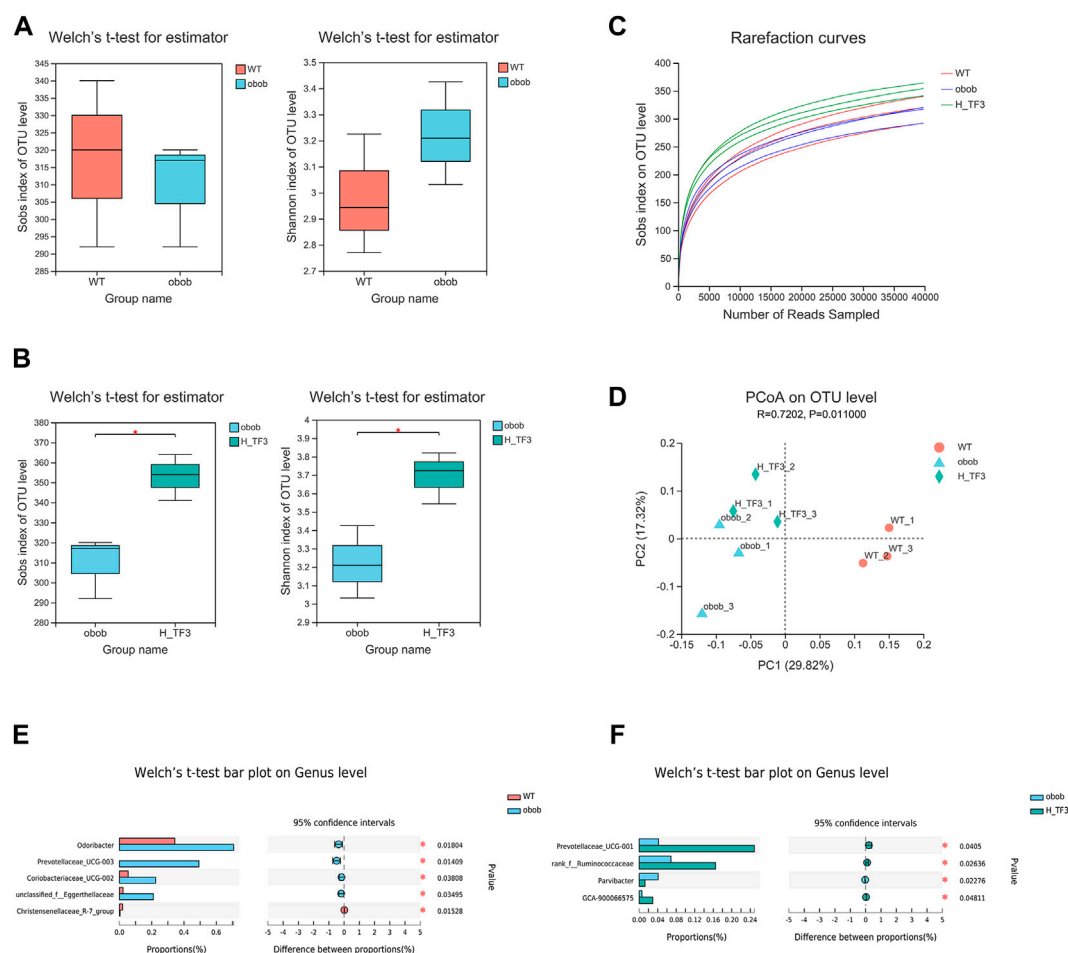 A
Welch's t-test for estimator
Sobs index of OTU level
345
340
335
330
325
320
315
310
305
300
295
290
285
WT
obob
Group name
WT
obob
Welch's t-test for estimator
Shannon index of OTU level
3.5
3.4
3.3
3.2
3.1
3
2.9
2.8
2.7
WT
obob
Group name
WT
obob
B
Welch's t-test for estimator
Sobs index of OTU level
380
370
360
350
340
330
320
310
300
290
280
*
obob
H_TF3
Group name
obob
H_TF3
Welch's t-test for estimator
Shannon index of OTU level
4
3.9
3.8
3.7
3.6
3.5
3.4
3.3
3.2
3.1
3
2.9
*
obob
H_TF3
Group name
obob
H_TF3
C
Rarefaction curves
Sobs index on OTU level
400
350
300
250
200
150
100
50
0
0 5000 10000 15000 20000 25000 30000 35000 40000
Number of Reads Sampled
WT
obob
H_TF3
D
PCoA on OTU level
R=0.7202, P=0.011000
PC2 (17.32%)
0.2
0.1
0
-0.1
-0.2
-0.15 -0.1 -0.05 0 0.05 0.1 0.15 0.2
PC1 (29.82%)
H_TF3_2
H_TF3_1
H_TF3_3
obob_2
obob_1
obob_3
WT_1
WT_2
WT_3
WT
obob
H_TF3
E
Welch's t-test bar plot on Genus level
WT
obob
95% confidence intervals
Odoribacter
* 0.01804
Prevotellaceae_UCG-003
* 0.01409
Coriobacteriaceae_UCG-002
* 0.03808
unclassified_f__Eggerthellaceae
* 0.03495
Christensenellaceae_R-7_group
* 0.01528
Pvalue
0.0 0.2 0.4 0.6
Proportions(%)
-5 -4 -3 -2 -1 0 1 2 3 4 5
Difference between proportions(%)
F
Welch's t-test bar plot on Genus level
obob
H_TF3
95% confidence intervals
Prevotellaceae_UCG-001
* 0.0405
rank_f__Ruminococcaceae
* 0.02636
Parvibacter
* 0.02276
GCA-900066575
* 0.04811
Pvalue
0.00 0.04 0.08 0.12 0.16 0.20 0.24
Proportions(%)
-5 -4 -3 -2 -1 0 1 2 3 4 5
Difference between proportions(%)